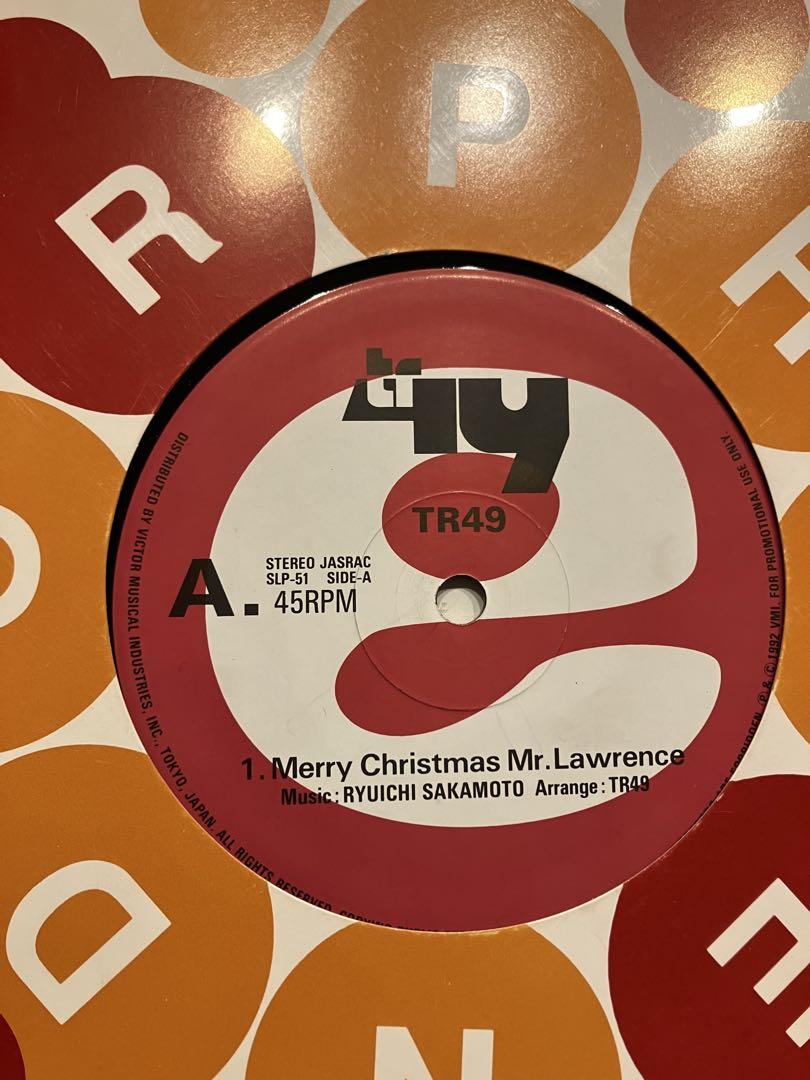 R
P
D
N
E
tr49
TR49
A.
STEREO JASRAC
SLP-51 SIDE-A
45RPM
1. Merry Christmas Mr.Lawrence
Music : RYUICHI SAKAMOTO Arrange : TR49
DISTRIBUTED BY VICTOR MUSICAL INDUSTRIES, INC., TOKYO, JAPAN. ALL RIGHTS RESERVED.
Ⓟ & © 1992 VMI. FOR PROMOTIONAL USE ONLY.